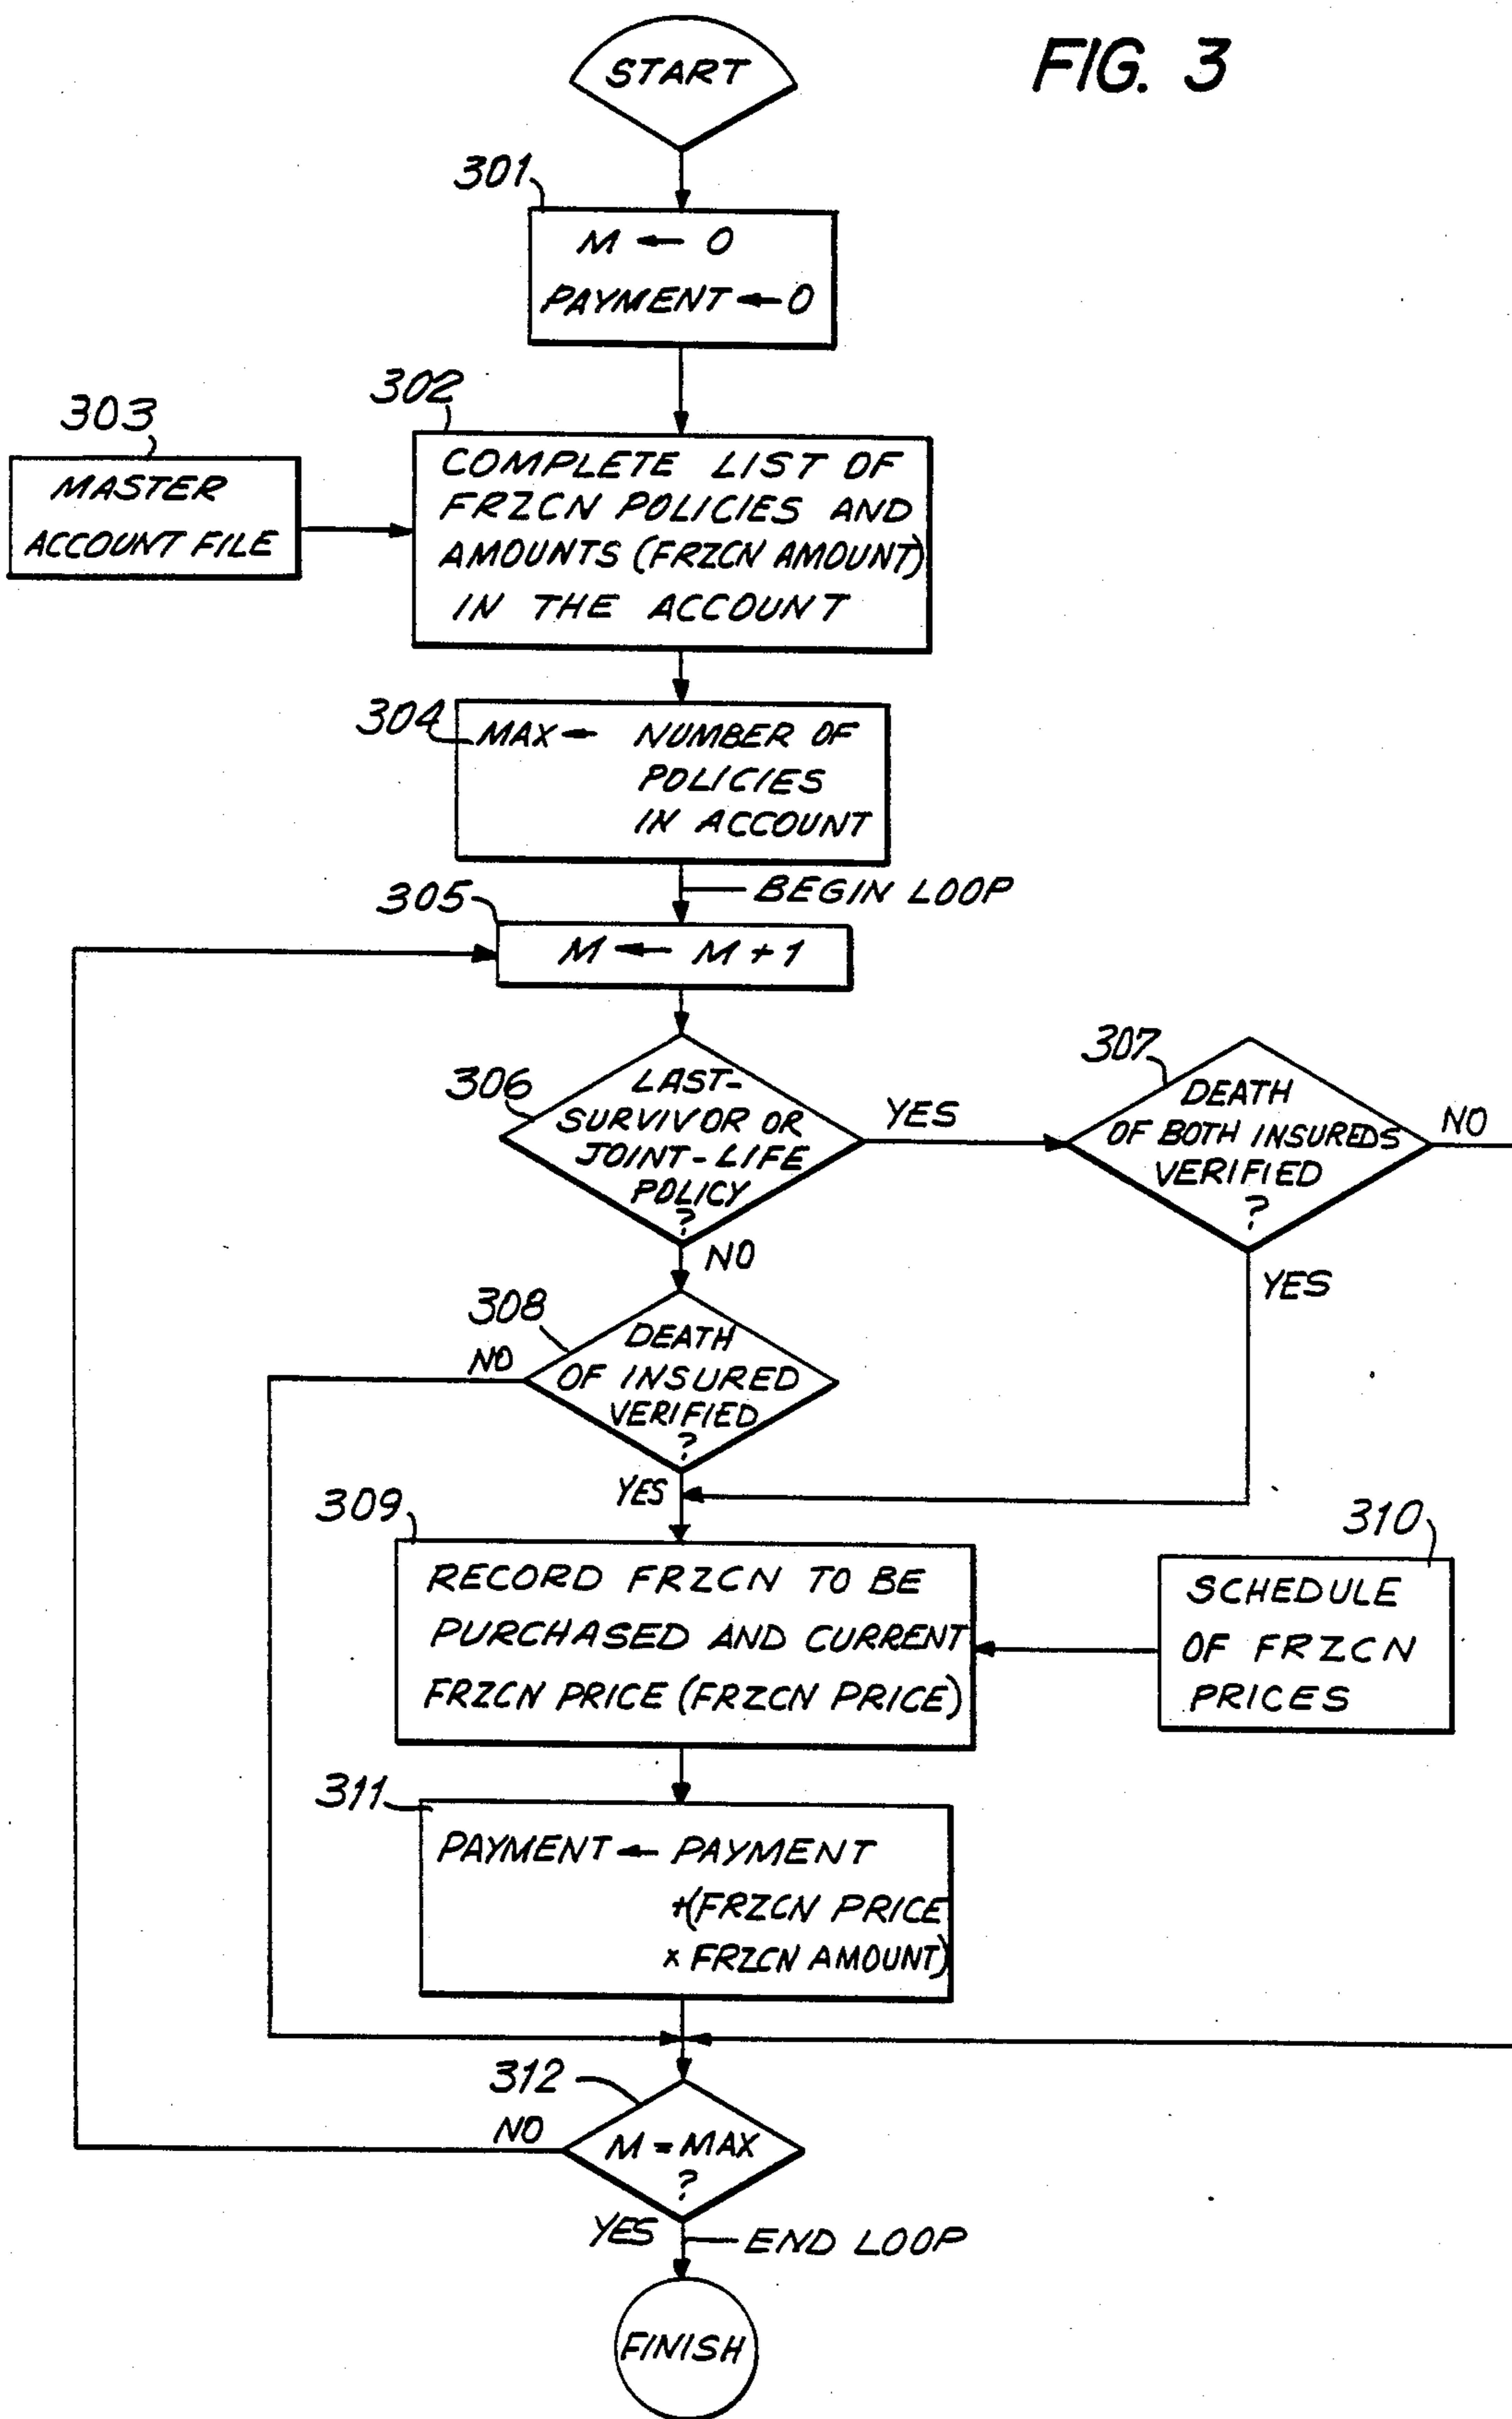 FIG. 3
START
301
M ← 0
PAYMENT ← 0
302
303
MASTER
ACCOUNT FILE
COMPLETE LIST OF
FRZCN POLICIES AND
AMOUNTS (FRZCN AMOUNT)
IN THE ACCOUNT
304
MAX ← NUMBER OF
POLICIES
IN ACCOUNT
BEGIN LOOP
305
M ← M + 1
306
LAST-
SURVIVOR OR
JOINT-LIFE
POLICY
?
YES
NO
307
DEATH
OF BOTH INSUREDS
VERIFIED
?
NO
YES
308
DEATH
OF INSURED
VERIFIED
?
NO
YES
309
RECORD FRZCN TO BE
PURCHASED AND CURRENT
FRZCN PRICE (FRZCN PRICE)
310
SCHEDULE
OF FRZCN
PRICES
311
PAYMENT ← PAYMENT
+(FRZCN PRICE
× FRZCN AMOUNT)
312
M = MAX
?
NO
YES
END LOOP
FINISH